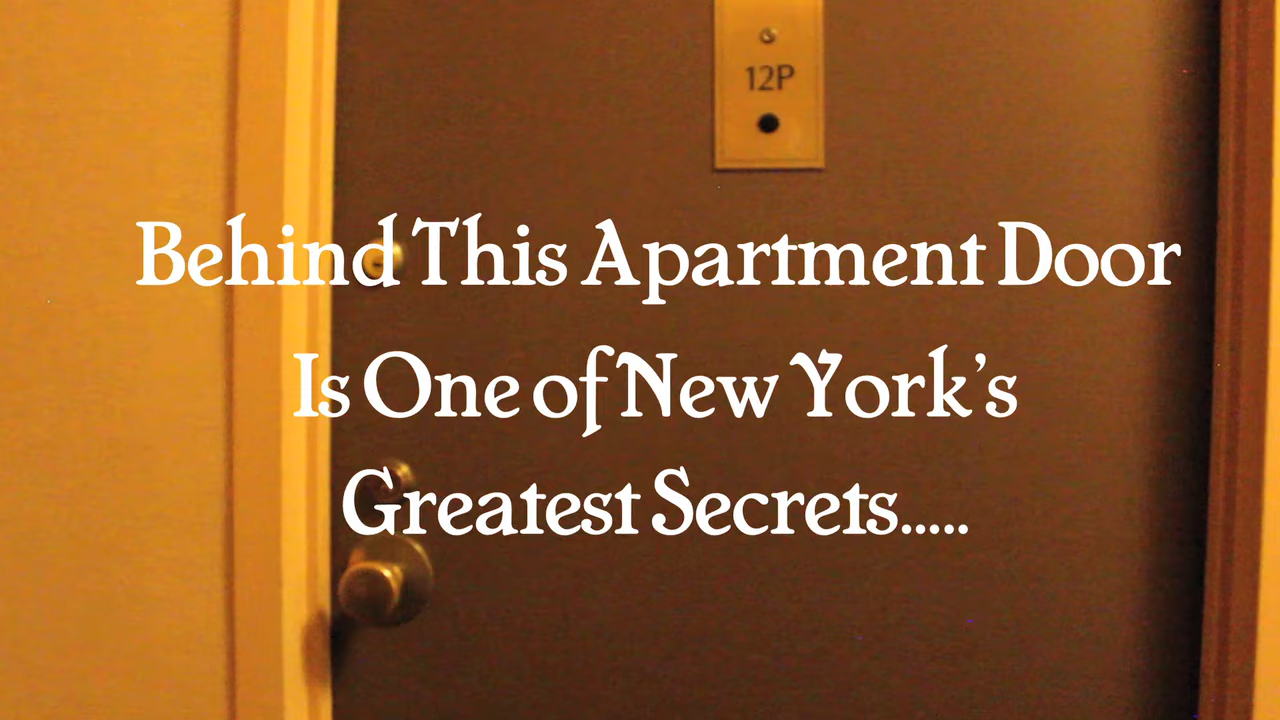 12P
Behind This Apartment Door
Is One of New York's
Greatest Secrets.....